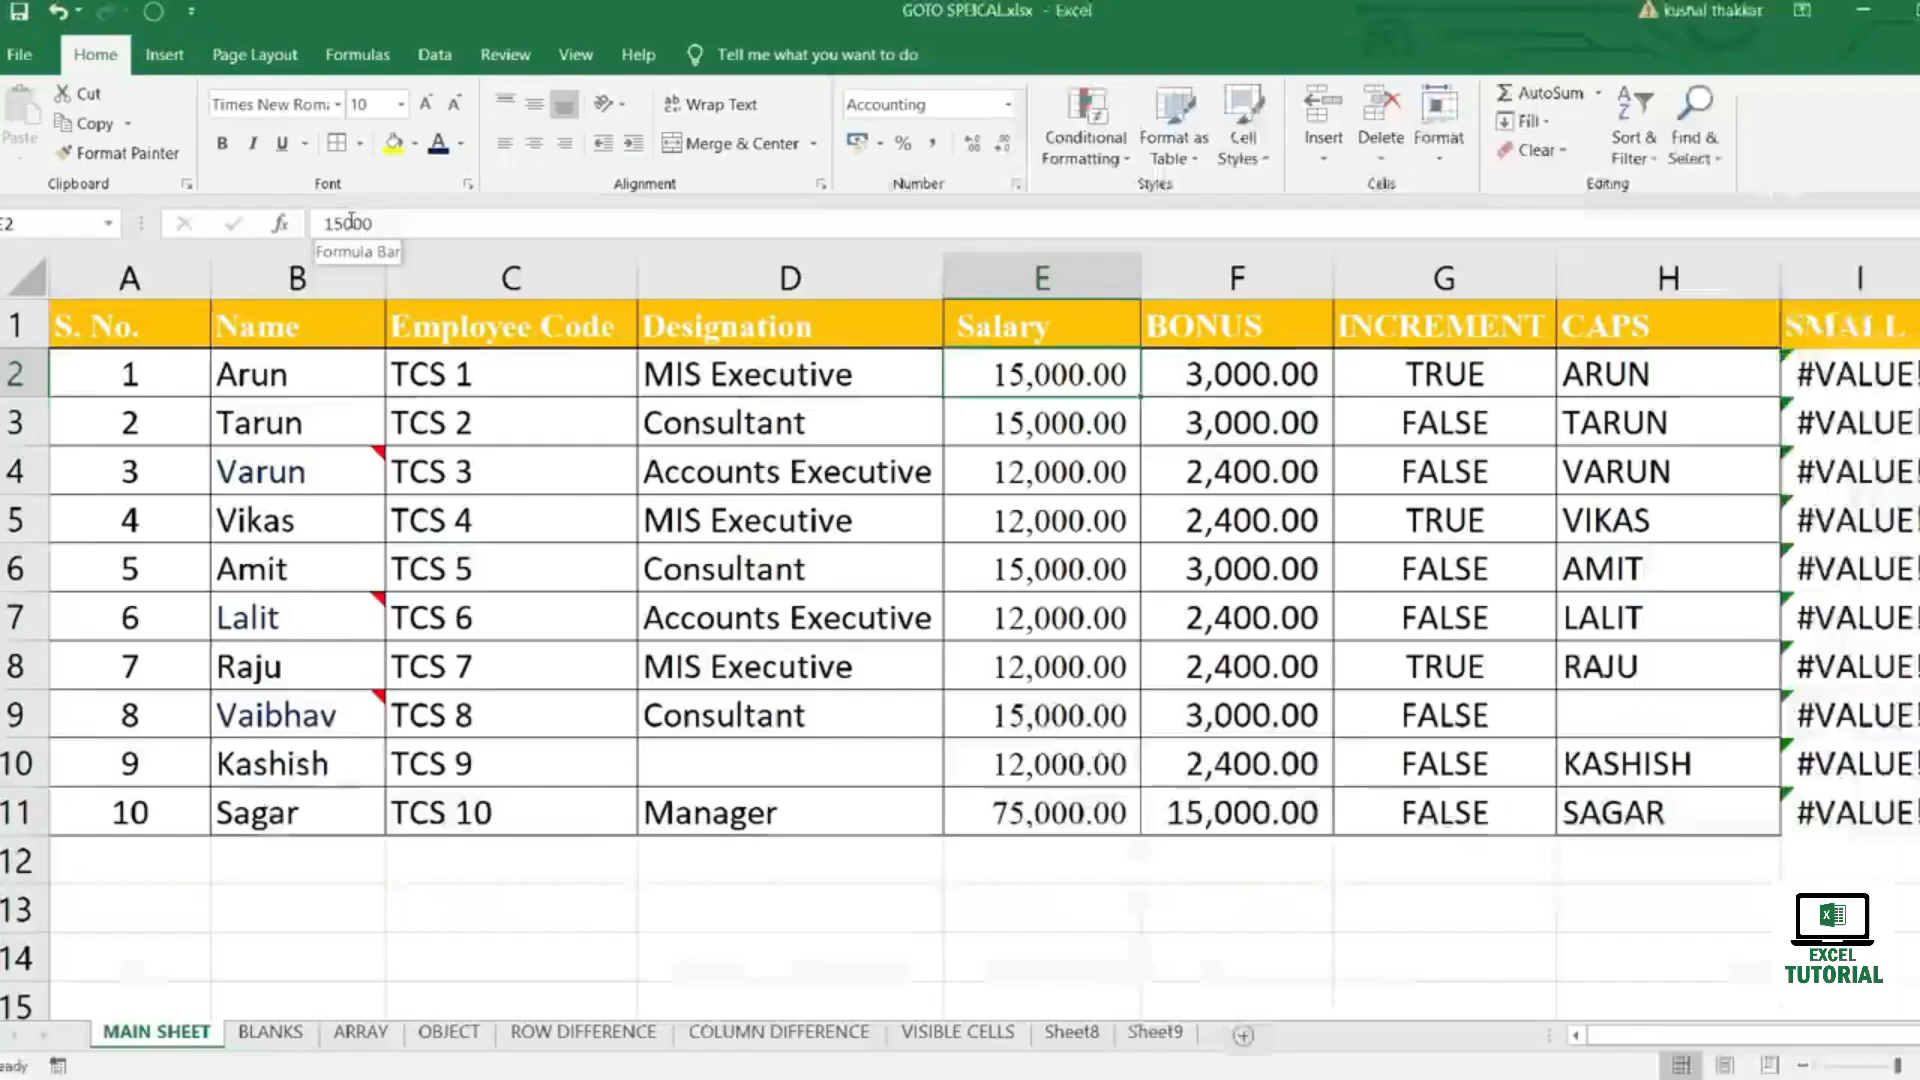 GOTO SPEICAL.xlsx - Excel
kushal thakkar
File Home Insert Page Layout Formulas Data Review View Help Tell me what you want to do
Cut
Copy
Format Painter
Paste
Clipboard
Times New Rom: 10
B I U
Font
Wrap Text
Merge & Center
Alignment
Accounting
% ,
Number
Conditional Formatting
Format as Table
Cell Styles
Styles
Insert
Delete
Format
Cells
AutoSum
Fill
Clear
Sort & Filter
Find & Select
Editing
E2 fx 15000
Formula Bar
A B C D E F G H I
1 S. No. Name Employee Code Designation Salary BONUS INCREMENT CAPS SMALL
2 1 Arun TCS 1 MIS Executive 15,000.00 3,000.00 TRUE ARUN #VALUE!
3 2 Tarun TCS 2 Consultant 15,000.00 3,000.00 FALSE TARUN #VALUE!
4 3 Varun TCS 3 Accounts Executive 12,000.00 2,400.00 FALSE VARUN #VALUE!
5 4 Vikas TCS 4 MIS Executive 12,000.00 2,400.00 TRUE VIKAS #VALUE!
6 5 Amit TCS 5 Consultant 15,000.00 3,000.00 FALSE AMIT #VALUE!
7 6 Lalit TCS 6 Accounts Executive 12,000.00 2,400.00 FALSE LALIT #VALUE!
8 7 Raju TCS 7 MIS Executive 12,000.00 2,400.00 TRUE RAJU #VALUE!
9 8 Vaibhav TCS 8 Consultant 15,000.00 3,000.00 FALSE #VALUE!
10 9 Kashish TCS 9 12,000.00 2,400.00 FALSE KASHISH #VALUE!
11 10 Sagar TCS 10 Manager 75,000.00 15,000.00 FALSE SAGAR #VALUE!
12
13
14
15
EXCEL
TUTORIAL
MAIN SHEET BLANKS ARRAY OBJECT ROW DIFFERENCE COLUMN DIFFERENCE VISIBLE CELLS Sheet8 Sheet9
eady